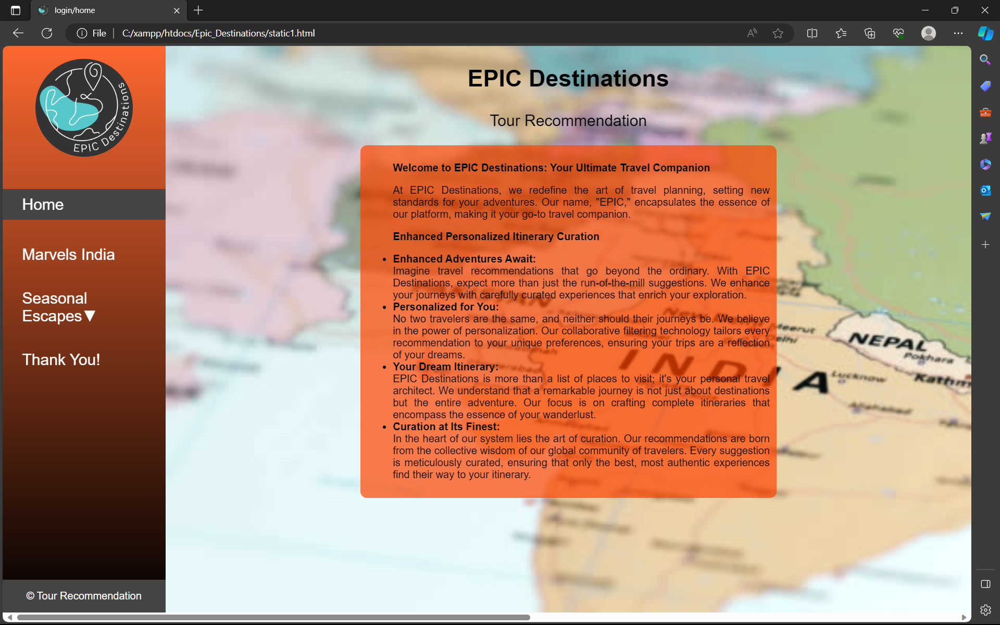 login/home
File
C:/xampp/htdocs/Epic_Destinations/static1.html
EPIC Destinations
Home
Marvels India
Seasonal
Escapes▼
Thank You!
© Tour Recommendation
EPIC Destinations
Tour Recommendation
Welcome to EPIC Destinations: Your Ultimate Travel Companion
At EPIC Destinations, we redefine the art of travel planning, setting new
standards for your adventures. Our name, "EPIC," encapsulates the essence of
our platform, making it your go-to travel companion.
Enhanced Personalized Itinerary Curation
• Enhanced Adventures Await:
Imagine travel recommendations that go beyond the ordinary. With EPIC
Destinations, expect more than just the run-of-the-mill suggestions. We enhance
your journeys with carefully curated experiences that enrich your exploration.
• Personalized for You:
No two travelers are the same, and neither should their journeys be. We believe
in the power of personalization. Our collaborative filtering technology tailors every
recommendation to your unique preferences, ensuring your trips are a reflection
of your dreams.
• Your Dream Itinerary:
EPIC Destinations is more than a list of places to visit; it's your personal travel
architect. We understand that a remarkable journey is not just about destinations
but the entire adventure. Our focus is on crafting complete itineraries that
encompass the essence of your wanderlust.
• Curation at Its Finest:
In the heart of our system lies the art of curation. Our recommendations are born
from the collective wisdom of our global community of travelers. Every suggestion
is meticulously curated, ensuring that only the best, most authentic experiences
find their way to your itinerary.
New Delhi
Meerut
NEPAL
Pokhara
INDIA
Lucknow
Kathm
Allahabad